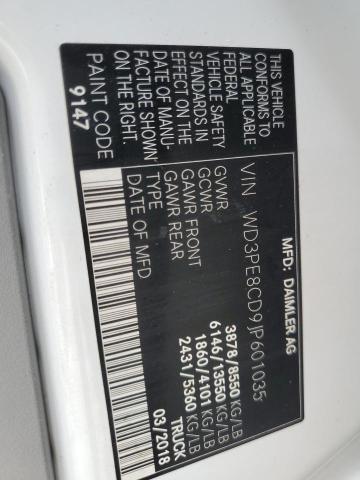 MFD: DAIMLER AG
VIN WD3PE8CD9JP601035
GVWR 3878/8550 KG/LB
GCWR 6146/13550 KG/LB
GAWR FRONT 1860/4101 KG/LB
GAWR REAR 2431/5360 KG/LB
TYPE TRUCK
DATE OF MFD 03/2018
THIS VEHICLE
CONFORMS TO
ALL APPLICABLE
FEDERAL
VEHICLE SAFETY
STANDARDS IN
EFFECT ON THE
DATE OF MANU-
FACTURE SHOWN
ON THE RIGHT.
PAINT CODE
9147